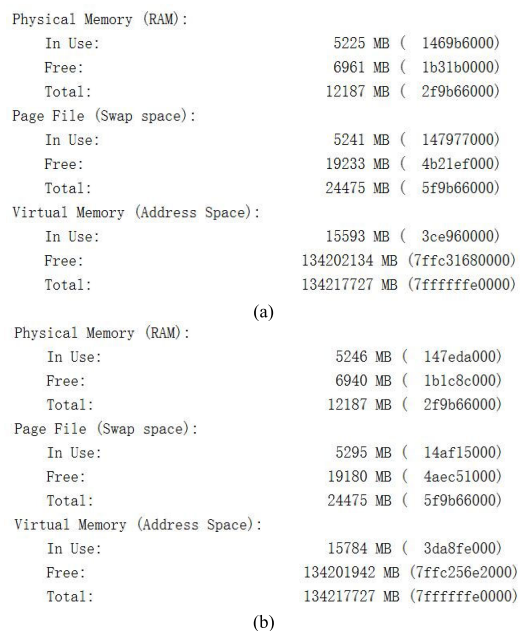 Physical Memory (RAM):
In Use: 5225 MB ( 1469b6000)
Free: 6961 MB ( 1b31b0000)
Total: 12187 MB ( 2f9b66000)
Page File (Swap space):
In Use: 5241 MB ( 147977000)
Free: 19233 MB ( 4b21ef000)
Total: 24475 MB ( 5f9b66000)
Virtual Memory (Address Space):
In Use: 15593 MB ( 3ce960000)
Free: 134202134 MB (7ffc31680000)
Total: 134217727 MB (7ffffffe0000)
(a)
Physical Memory (RAM):
In Use: 5246 MB ( 147eda000)
Free: 6940 MB ( 1b1c8c000)
Total: 12187 MB ( 2f9b66000)
Page File (Swap space):
In Use: 5295 MB ( 14af15000)
Free: 19180 MB ( 4aec51000)
Total: 24475 MB ( 5f9b66000)
Virtual Memory (Address Space):
In Use: 15784 MB ( 3da8fe000)
Free: 134201942 MB (7ffc256e2000)
Total: 134217727 MB (7ffffffe0000)
(b)